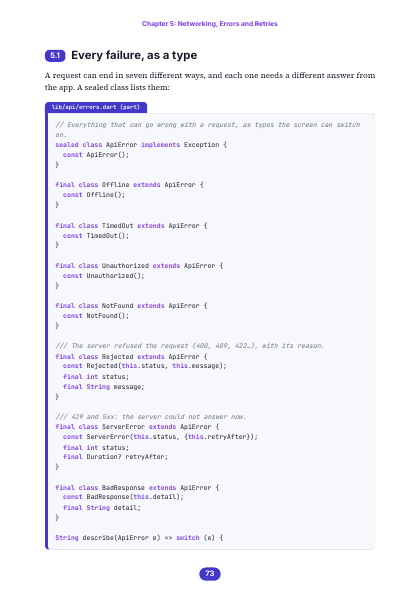 Chapter 5: Networking, Errors and Retries
5.1 Every failure, as a type
A request can end in seven different ways, and each one needs a different answer from
the app. A sealed class lists them:
lib/api/errors.dart (part)
// Everything that can go wrong with a request, as types the screen can switch
on.
sealed class ApiError implements Exception {
  const ApiError();
}
final class Offline extends ApiError {
  const Offline();
}
final class TimedOut extends ApiError {
  const TimedOut();
}
final class Unauthorized extends ApiError {
  const Unauthorized();
}
final class NotFound extends ApiError {
  const NotFound();
}
/// The server refused the request (400, 409, 422…), with its reason.
final class Rejected extends ApiError {
  const Rejected(this.status, this.message);
  final int status;
  final String message;
}
/// 429 and 5xx: the server could not answer now.
final class ServerError extends ApiError {
  const ServerError(this.status, {this.retryAfter});
  final int status;
  final Duration? retryAfter;
}
final class BadResponse extends ApiError {
  const BadResponse(this.detail);
  final String detail;
}
String describe(ApiError e) => switch (e) {
73